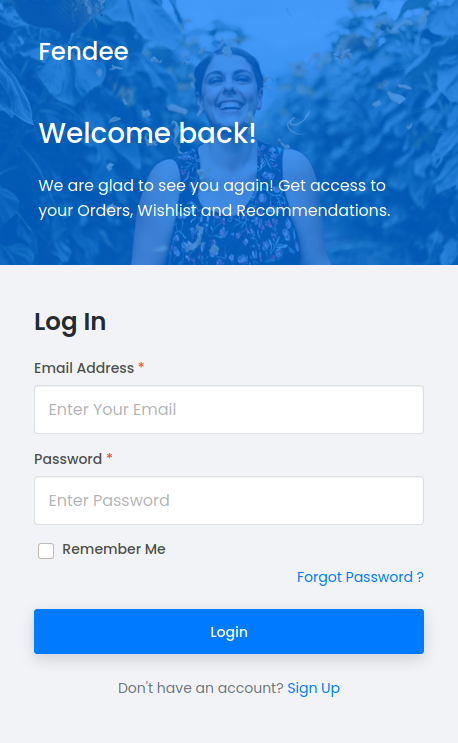 Fendee
Welcome back!
We are glad to see you again! Get access to
your Orders, Wishlist and Recommendations.
Log In
Email Address *
Enter Your Email
Password *
Enter Password
Remember Me
Forgot Password ?
Login
Don't have an account? Sign Up